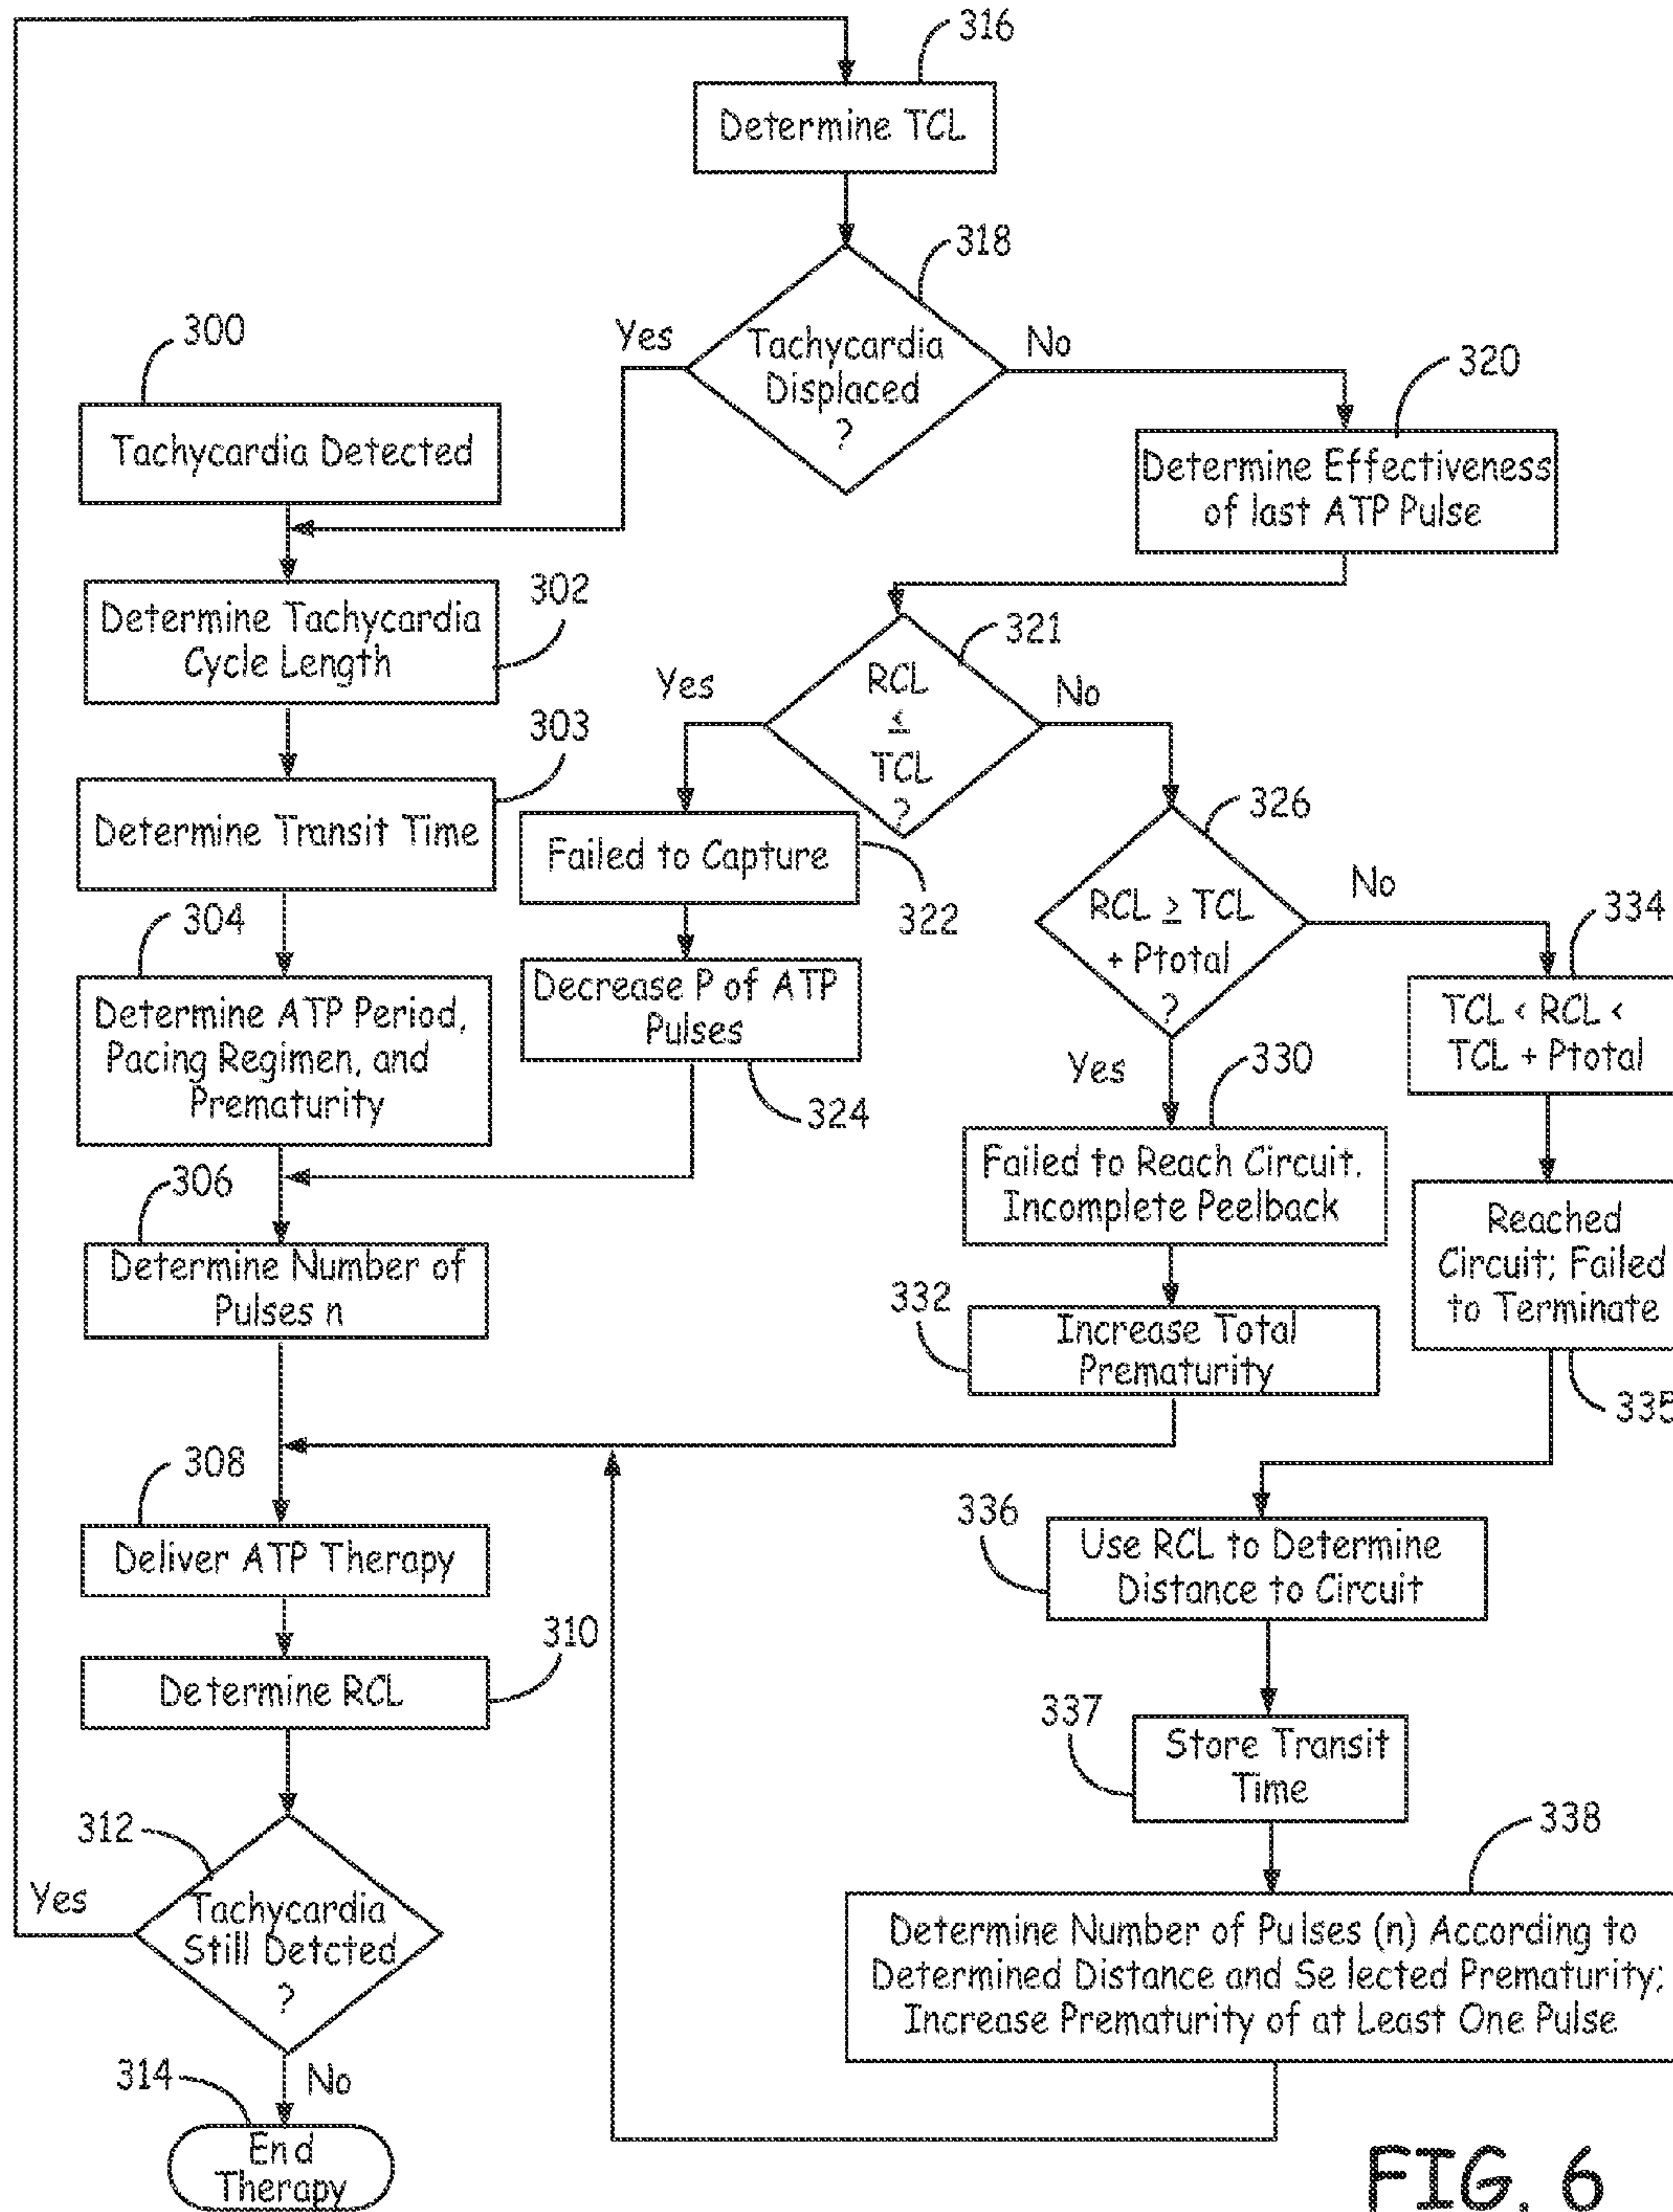 316
Determine TCL
318
Tachycardia
Displaced
?
Yes
No
300
Tachycardia Detected
320
Determine Effectiveness
of last ATP Pulse
302
Determine Tachycardia
Cycle Length
321
RCL
≤
TCL
?
Yes
No
303
Determine Transit Time
Failed to Capture
322
326
RCL ≥ TCL
+ Ptotal
?
No
Yes
304
Determine ATP Period,
Pacing Regimen, and
Prematurity
Decrease P of ATP
Pulses
324
334
TCL < RCL <
TCL + Ptotal
330
Failed to Reach Circuit.
Incomplete Peelback
306
Determine Number of
Pulses n
Reached
Circuit; Failed
to Terminate
335
332
Increase Total
Prematurity
308
Deliver ATP Therapy
336
Use RCL to Determine
Distance to Circuit
310
Determine RCL
337
Store Transit
Time
312
Tachycardia
Still Detcted
?
Yes
No
338
Determine Number of Pulses (n) According to
Determined Distance and Se lected Prematurity;
Increase Prematurity of at Least One Pulse
314
End
Therapy
FIG. 6